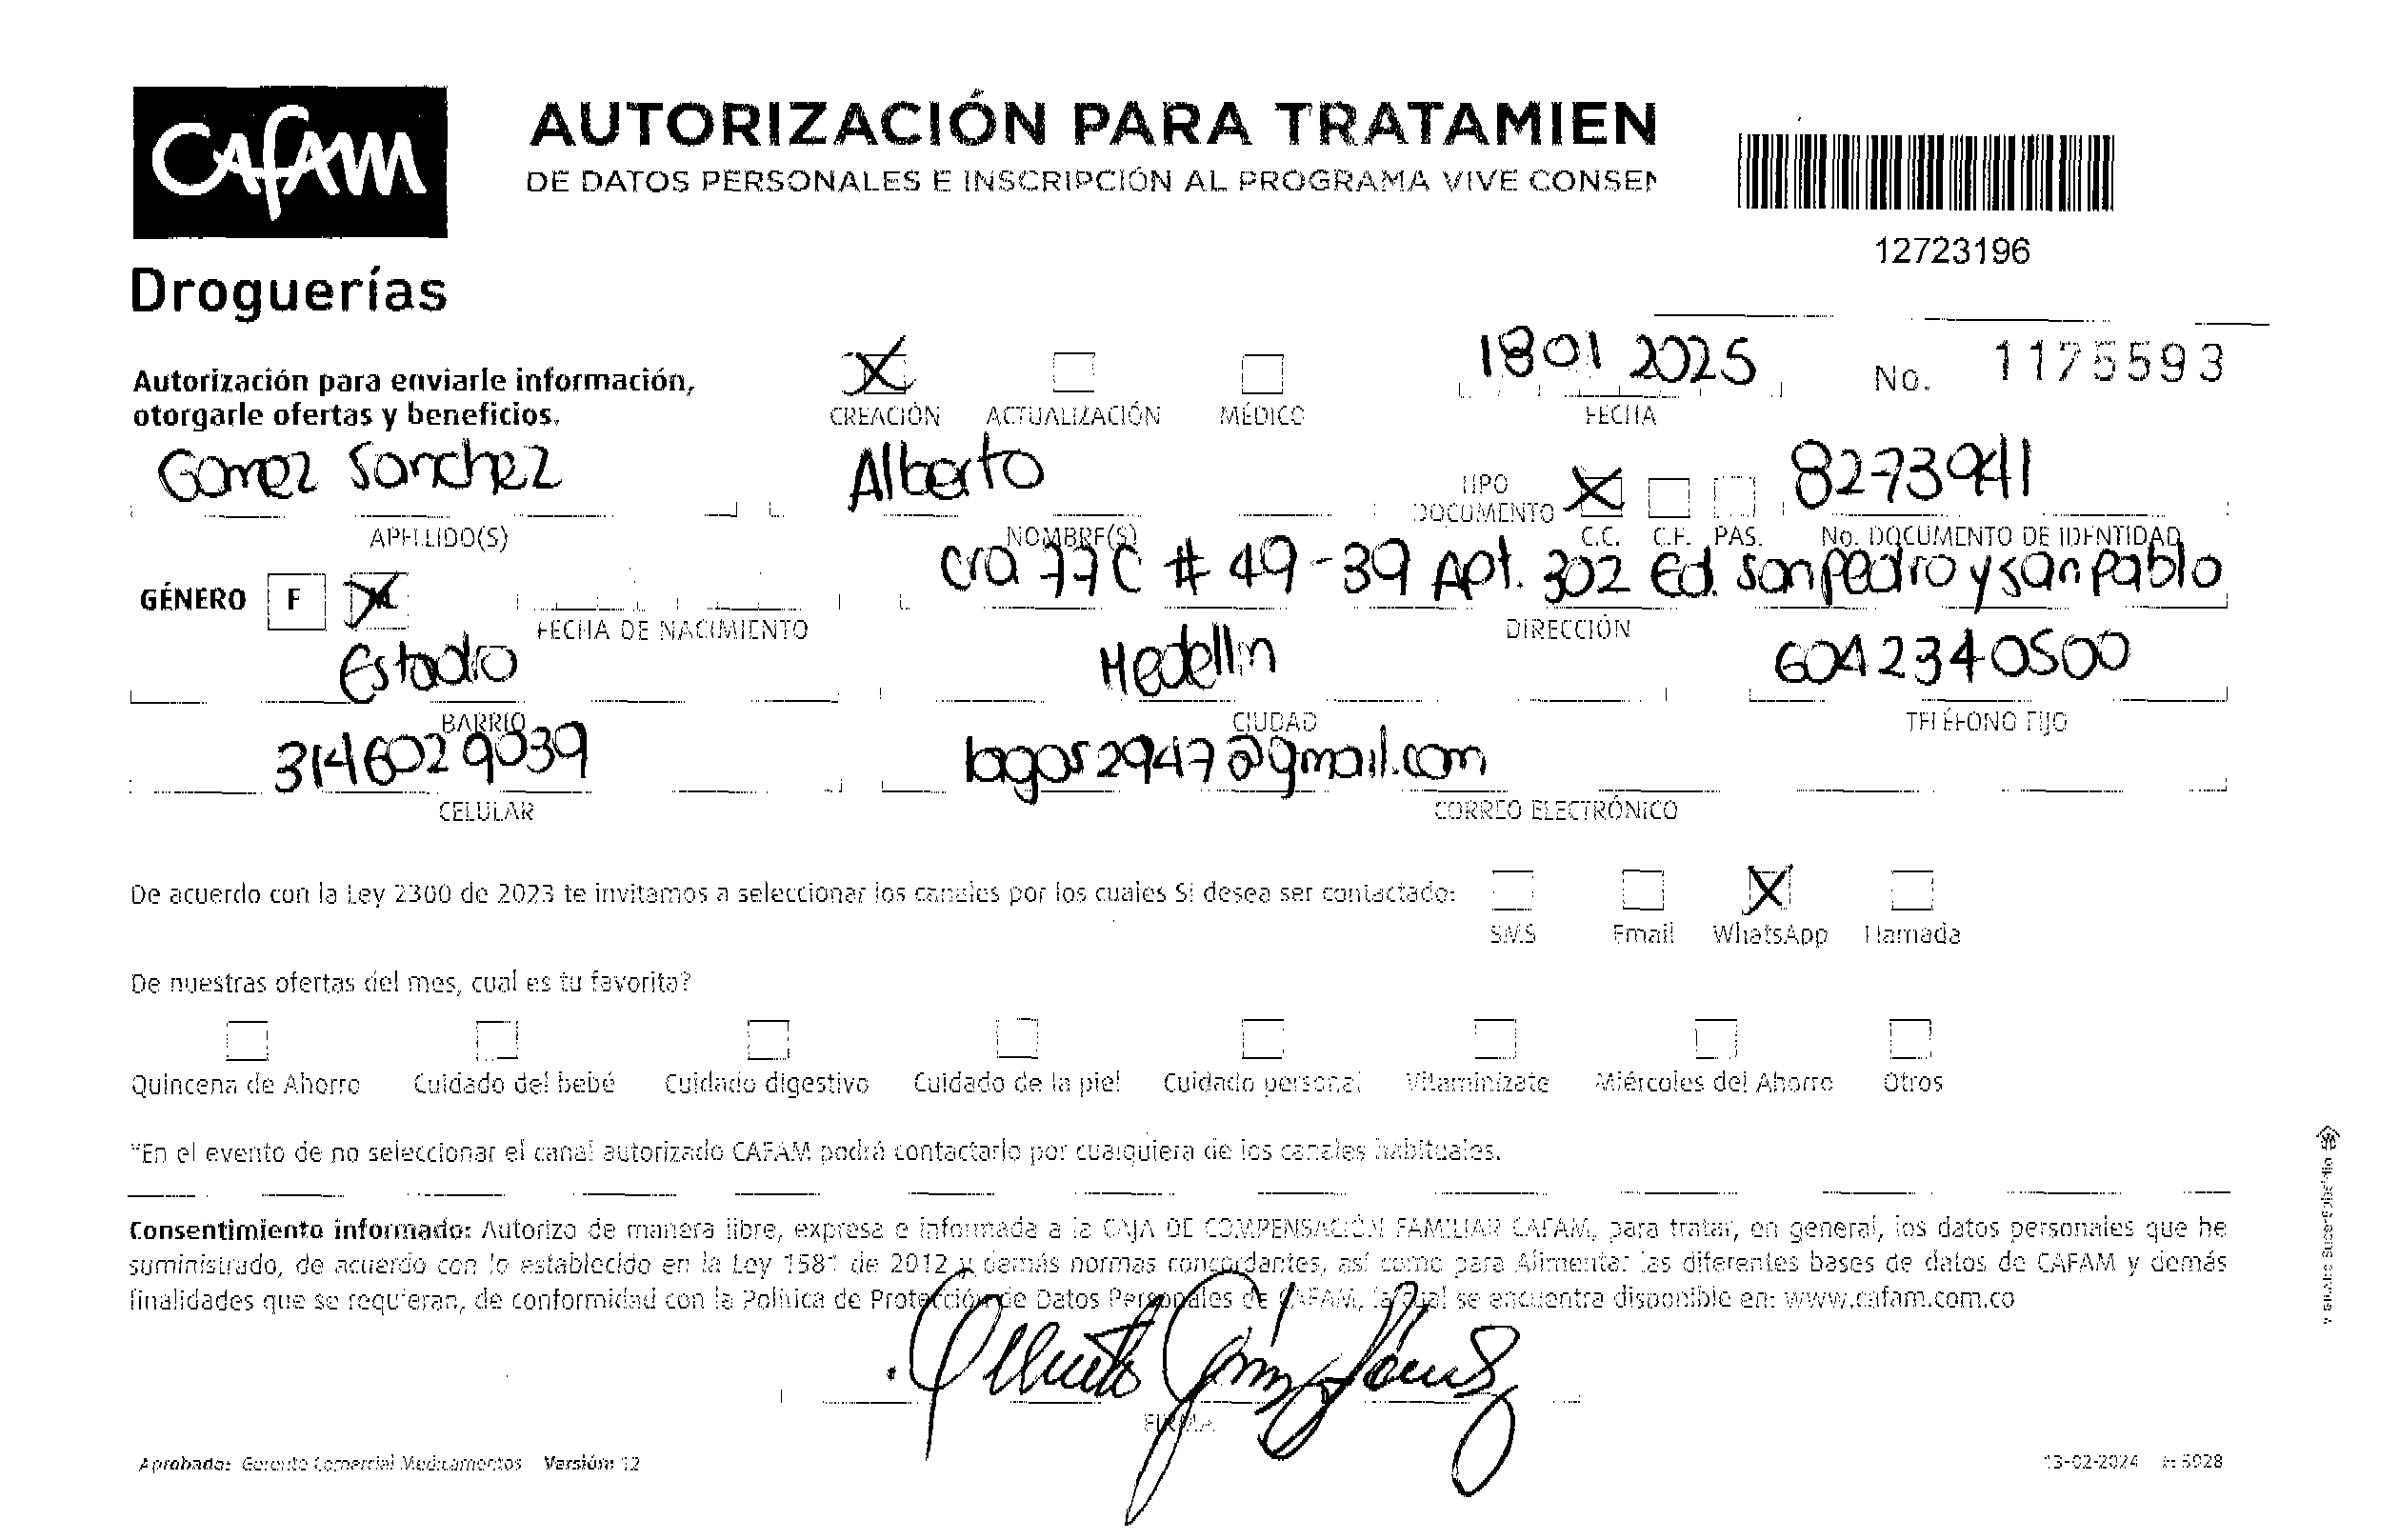 CAFAM
Droguerías
AUTORIZACIÓN PARA TRATAMIEN
DE DATOS PERSONALES E INSCRIPCIÓN AL PROGRAMA VIVE CONSEN
12723196
Autorización para enviarle información,
otorgarle ofertas y beneficios.
CREACIÓN ACTUALIZACIÓN MÉDICO
18 01 2025
FECHA
No. 1175593
Gomez Sanchez
APELLIDO(S)
Alberto
NOMBRE(S)
TIPO
DOCUMENTO
C.C. C.E. PAS.
8273941
No. DOCUMENTO DE IDENTIDAD
GÉNERO F M
FECHA DE NACIMIENTO
cra 77C # 49-39 Apt. 302 Ed. san pedro y san pablo
DIRECCIÓN
Estadio
BARRIO
Medellin
CIUDAD
6042340500
TELÉFONO FIJO
3146029039
CELULAR
lagos2947@gmail.com
CORREO ELECTRÓNICO
De acuerdo con la Ley 2300 de 2023 te invitamos a seleccionar los canales por los cuales SI desea ser contactado:
SMS Email WhatsApp Llamada
De nuestras ofertas del mes, cual es tu favorita?
Quincena de Ahorro Cuidado del bebé Cuidado digestivo Cuidado de la piel Cuidado personal Vitaminízate Miércoles del Ahorro Otros
*En el evento de no seleccionar el canal autorizado CAFAM podrá contactarlo por cualquiera de los canales habituales.
Consentimiento informado: Autorizo de manera libre, expresa e informada a la CAJA DE COMPENSACIÓN FAMILIAR CAFAM, para tratar, en general, los datos personales que he
suministrado, de acuerdo con lo establecido en la Ley 1581 de 2012 y demás normas concordantes, así como para Alimentar las diferentes bases de datos de CAFAM y demás
finalidades que se requieran, de conformidad con la Política de Protección de Datos Personales de CAFAM, la cual se encuentra disponible en: www.cafam.com.co
Alberto Gómez Sánchez
FIRMA
Aprobado: Gerente Comercial Medicamentos Versión: 12
13-02-2024
Vigilado SuperSubsidio